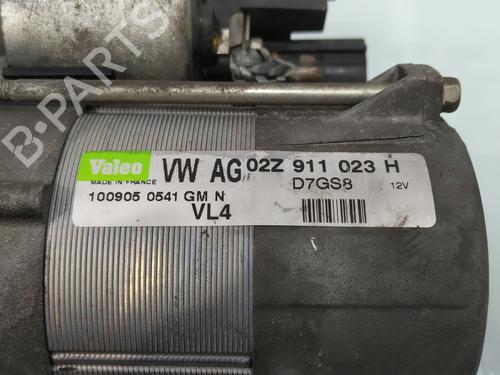 B-PARTS
Valeo VW AG 02Z 911 023 H
MADE IN FRANCE D7GS8 12V
100905 0541 GM N
VL4